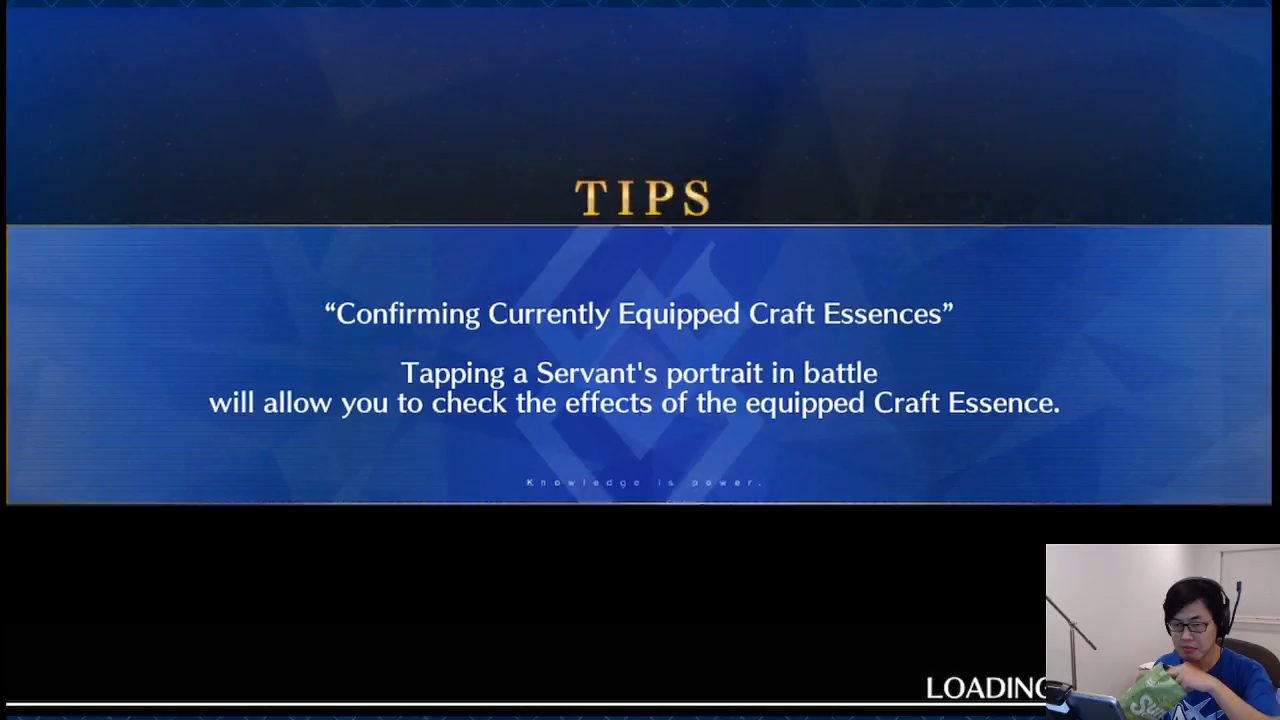 TIPS
“Confirming Currently Equipped Craft Essences”
Tapping a Servant's portrait in battle
will allow you to check the effects of the equipped Craft Essence.
Knowledge is power.
LOADING